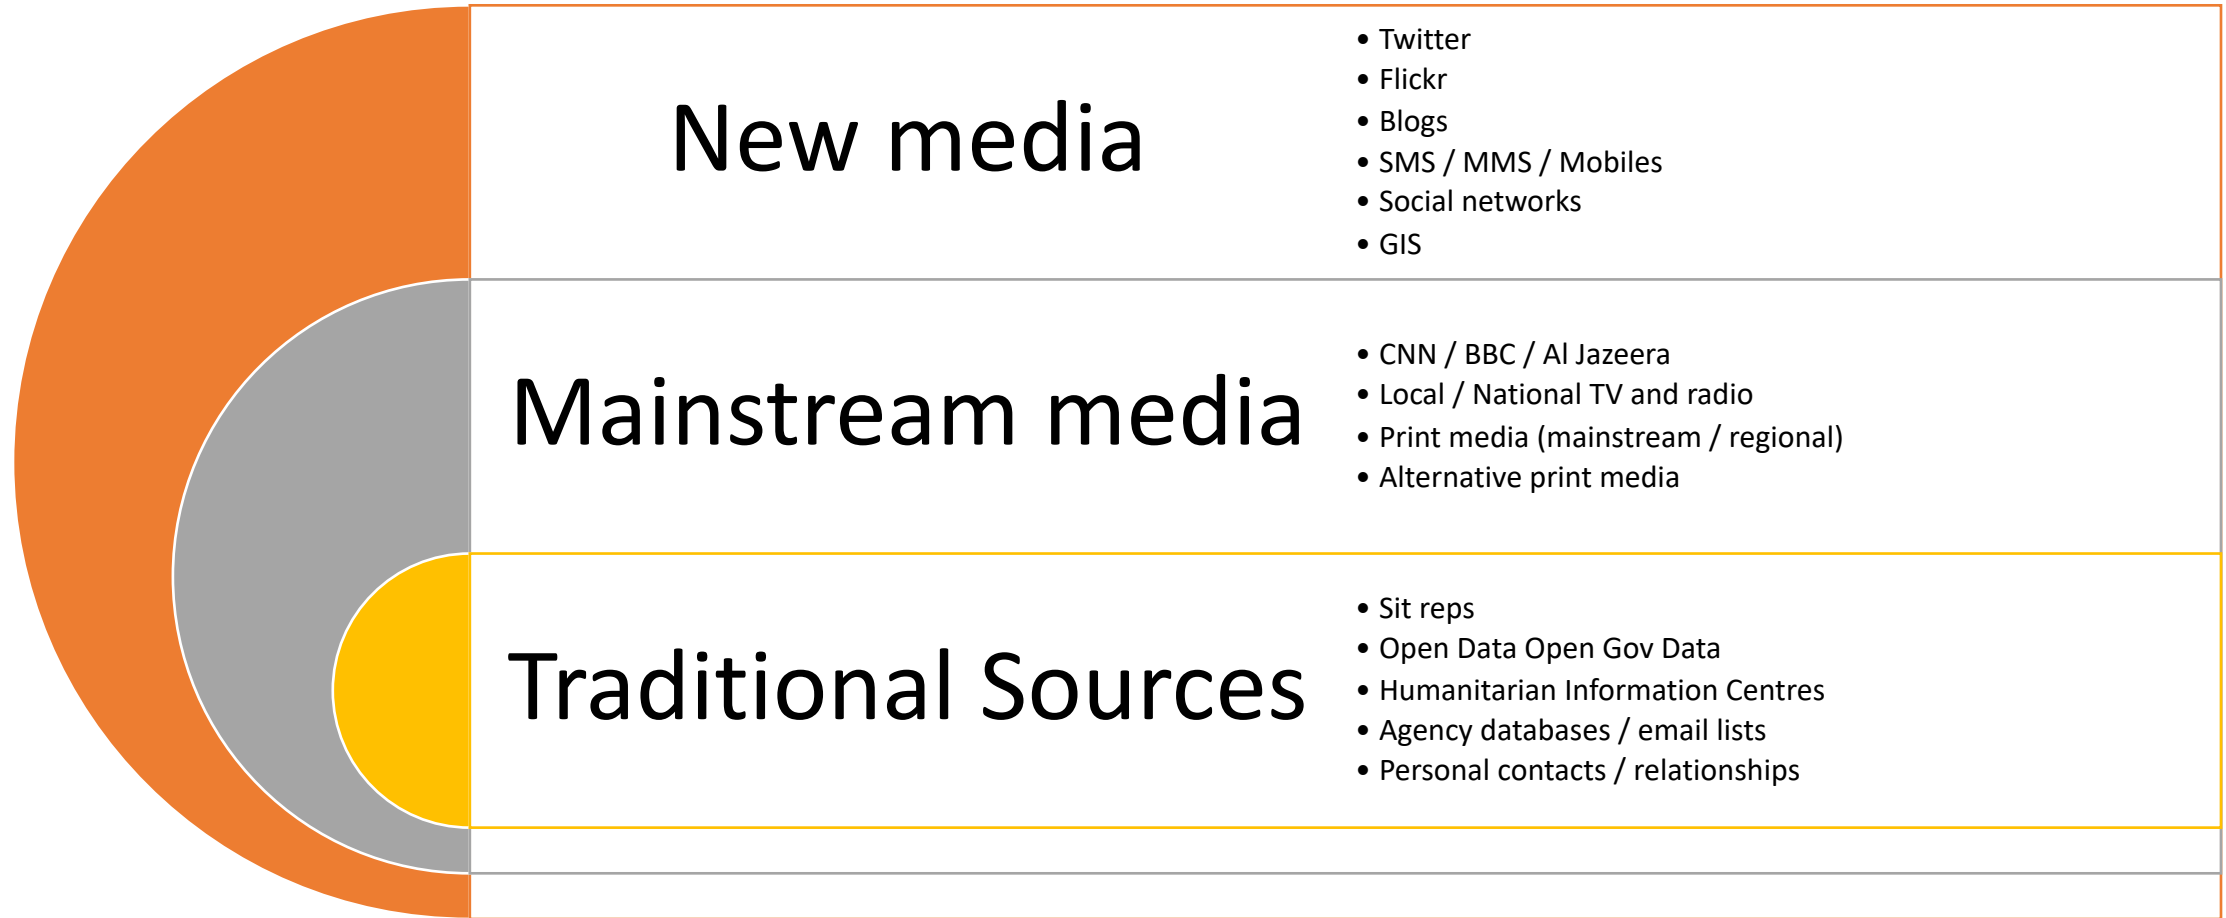 New media
• Twitter
• Flickr
• Blogs
• SMS / MMS / Mobiles
• Social networks
• GIS
Mainstream media
• CNN / BBC / Al Jazeera
• Local / National TV and radio
• Print media (mainstream / regional)
• Alternative print media
Traditional Sources
• Sit reps
• Open Data Open Gov Data
• Humanitarian Information Centres
• Agency databases / email lists
• Personal contacts / relationships